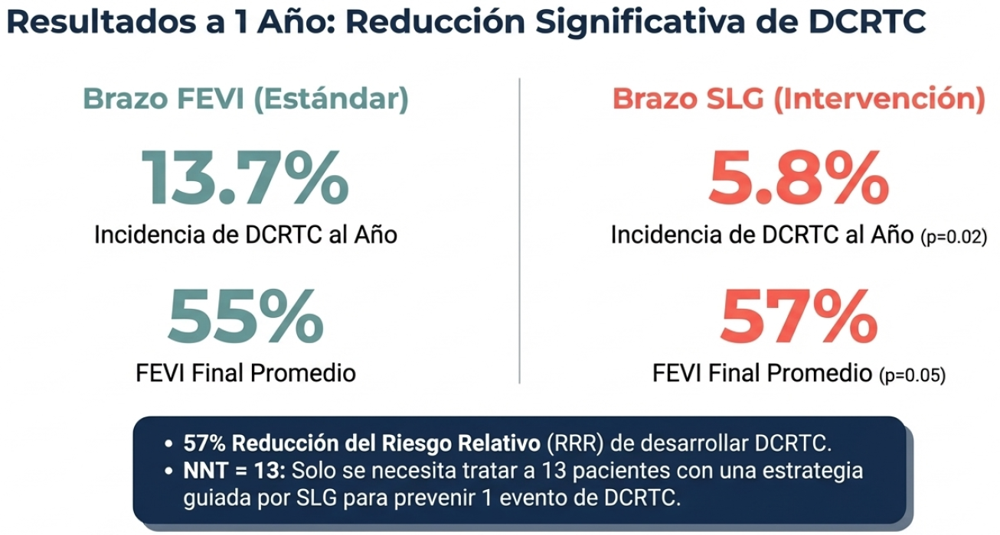 Resultados a 1 Año: Reducción Significativa de DCRTC
Brazo FEVI (Estándar)
13.7%
Incidencia de DCRTC al Año
55%
FEVI Final Promedio
Brazo SLG (Intervención)
5.8%
Incidencia de DCRTC al Año (p=0.02)
57%
FEVI Final Promedio (p=0.05)
• 57% Reducción del Riesgo Relativo (RRR) de desarrollar DCRTC.
• NNT = 13: Solo se necesita tratar a 13 pacientes con una estrategia
guiada por SLG para prevenir 1 evento de DCRTC.